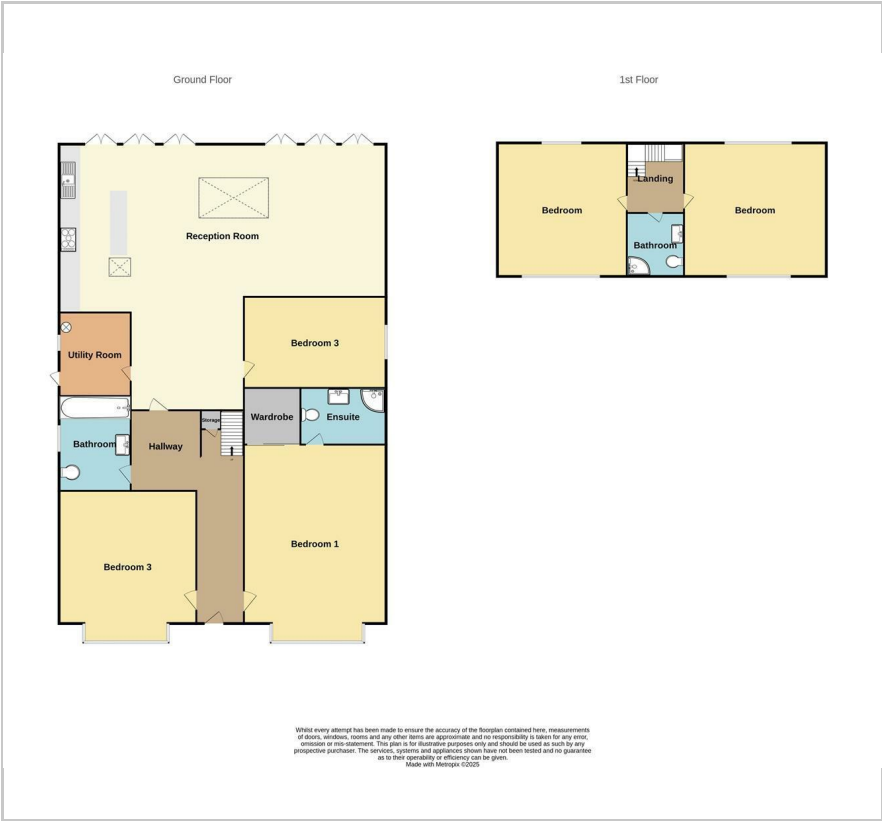 Ground Floor
Reception Room
Bedroom 3
Utility Room
Wardrobe
Ensuite
Storage
Bathroom
Hallway
Bedroom 1
Bedroom 3
1st Floor
Landing
Bedroom
Bedroom
Bathroom
Whilst every attempt has been made to ensure the accuracy of the floorplan contained here, measurements
of doors, windows, rooms and any other items are approximate and no responsibility is taken for any error,
omission or mis-statement. This plan is for illustrative purposes only and should be used as such by any
prospective purchaser. The services, systems and appliances shown have not been tested and no guarantee
as to their operability or efficiency can be given.
Made with Metropix ©2025